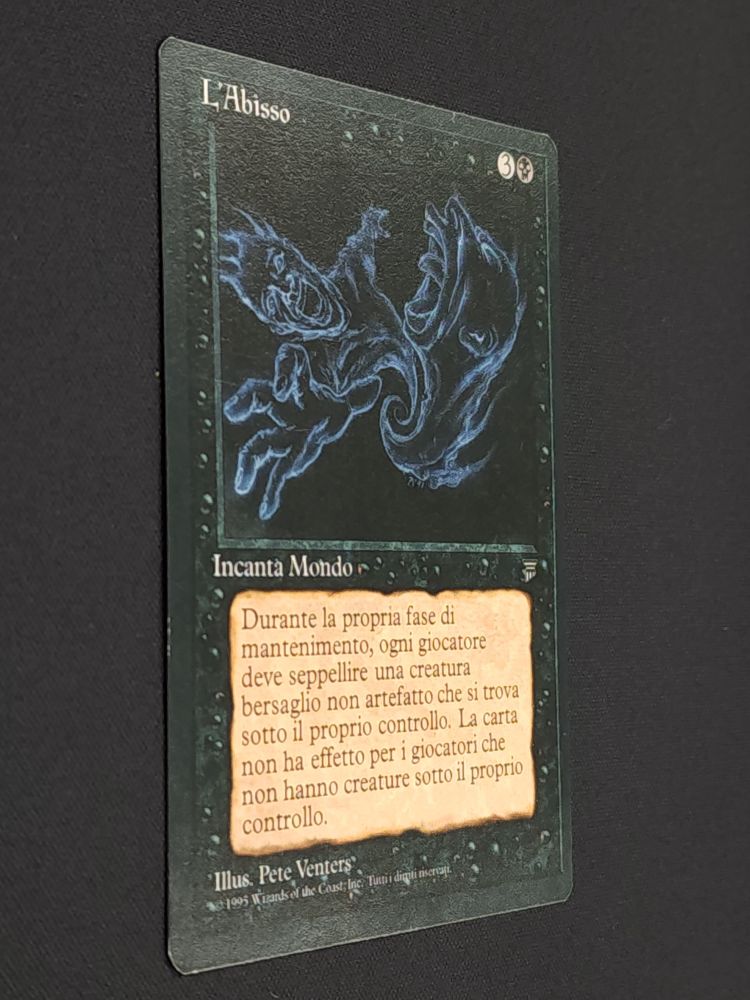 L'Abisso
3
Incanta Mondo
Durante la propria fase di
mantenimento, ogni giocatore
deve seppellire una creatura
bersaglio non artefatto che si trova
sotto il proprio controllo. La carta
non ha effetto per i giocatori che
non hanno creature sotto il proprio
controllo.
Illus. Pete Venters
© 1995 Wizards of the Coast, Inc. Tutti i diritti riservati.